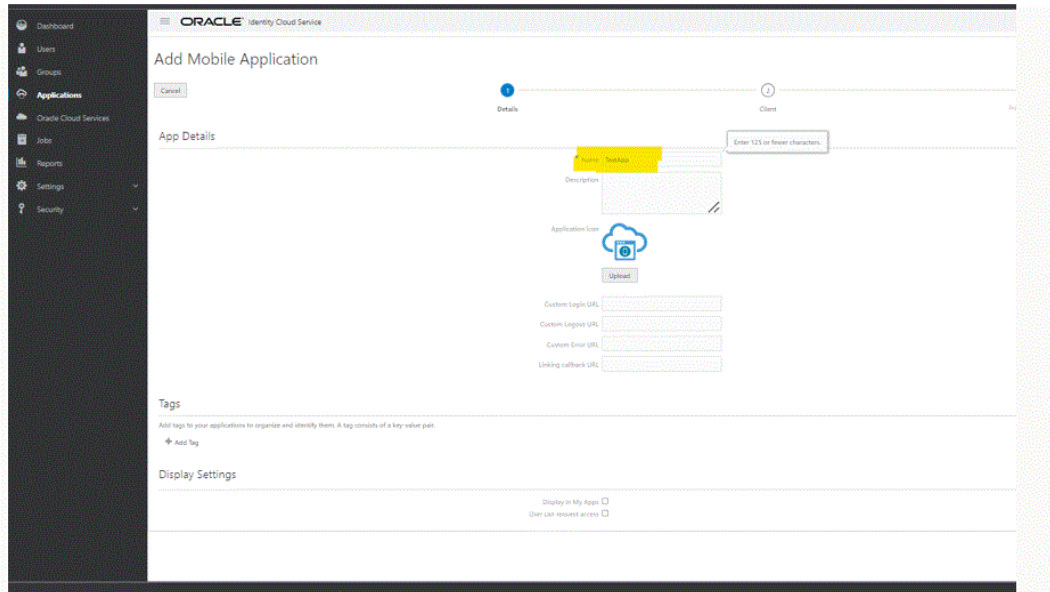 Dashboard
Users
Groups
Applications
Oracle Cloud Services
Jobs
Reports
Settings
Security
ORACLE Identity Cloud Service
Add Mobile Application
Cancel
1
2
Details
Client
App Details
Enter 125 or fewer characters.
* Name TestApp
Description
Application Icon
Upload
Custom Login URL
Custom Logout URL
Custom Error URL
Linking callback URL
Tags
Add tags to your applications to organize and identify them. A tag consists of a key-value pair.
Add Tag
Display Settings
Display in My Apps
User can request access